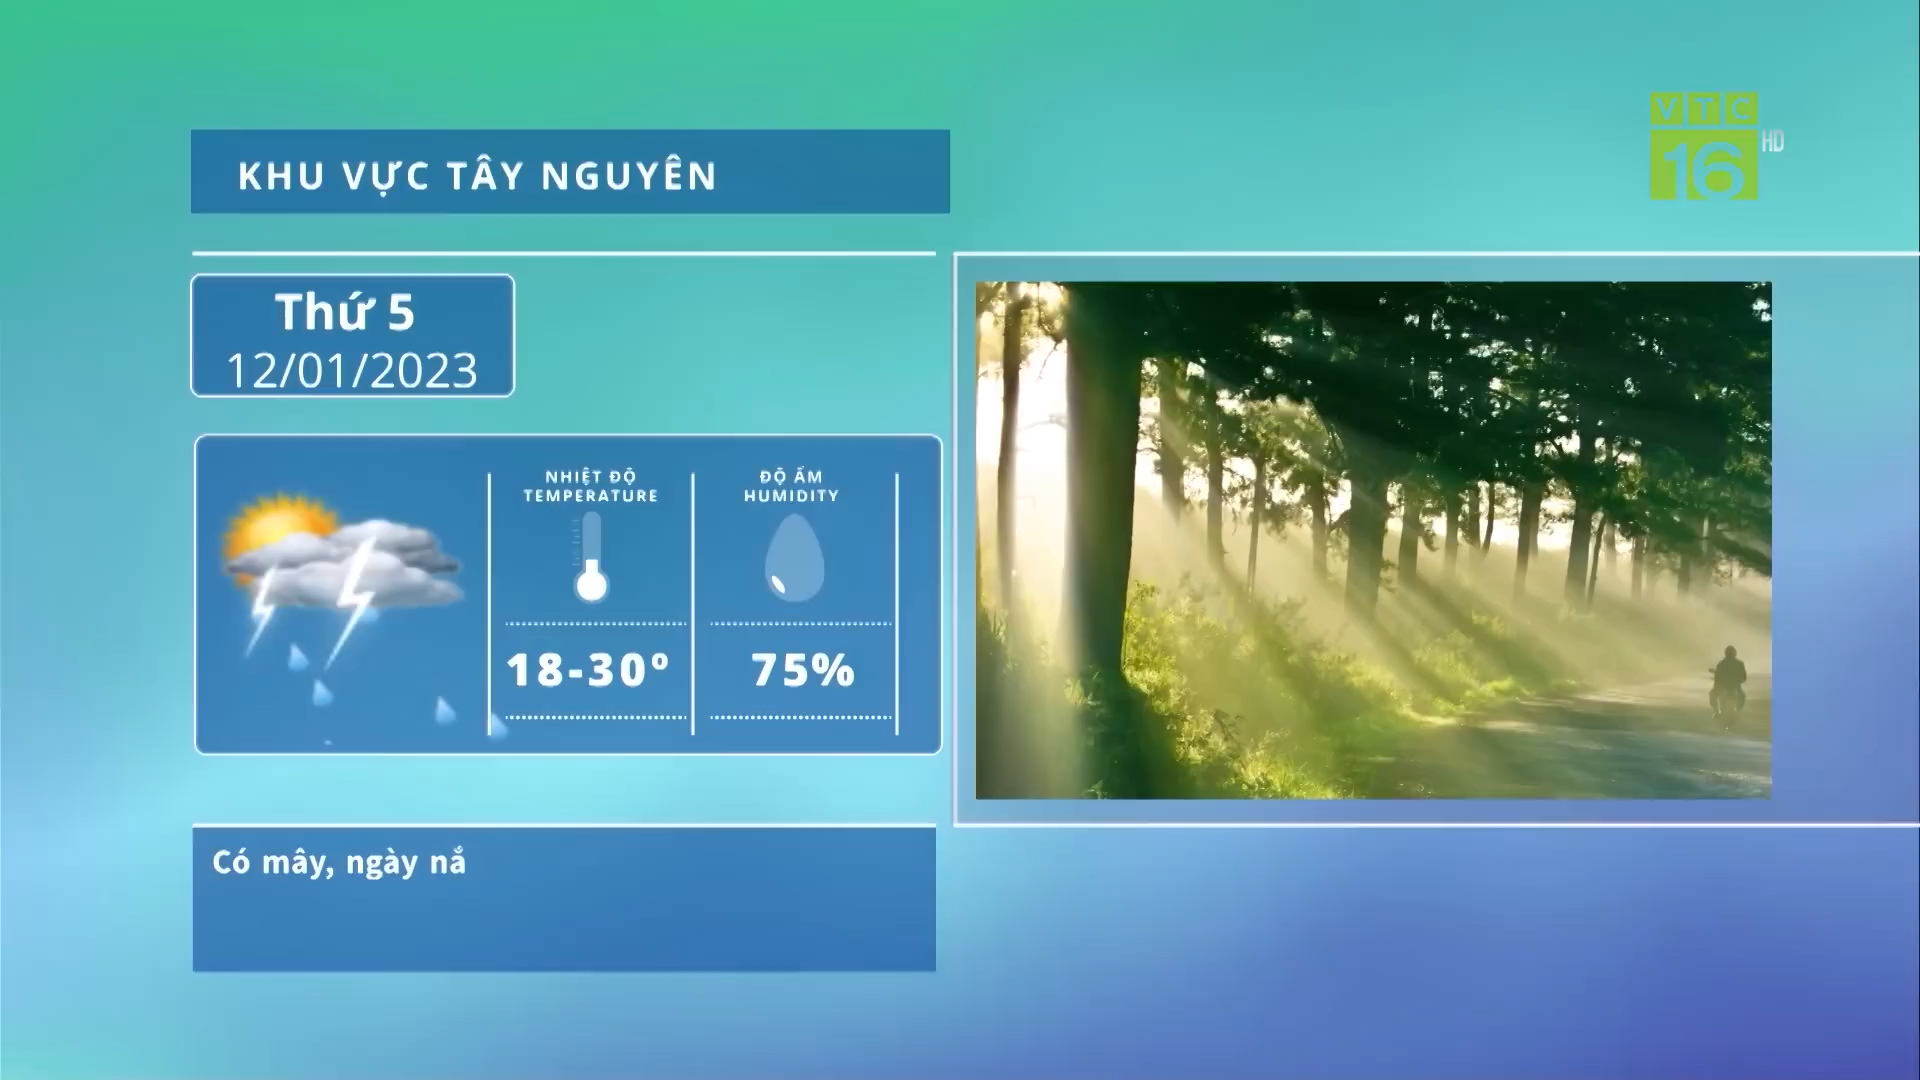 VTC
16 HD
KHU VỰC TÂY NGUYÊN
Thứ 5
12/01/2023
NHIỆT ĐỘ
TEMPERATURE
18-30º
ĐỘ ẨM
HUMIDITY
75%
Có mây, ngày nắ